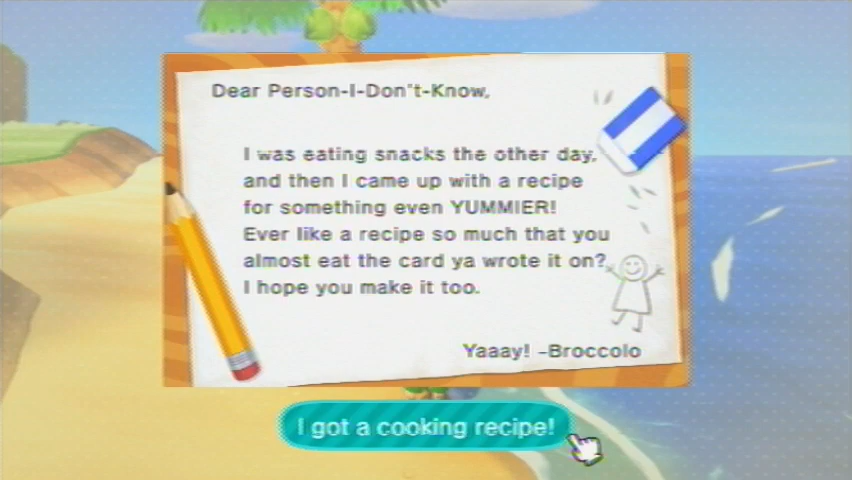 Dear Person-I-Don't-Know,
I was eating snacks the other day,
and then I came up with a recipe
for something even YUMMIER!
Ever like a recipe so much that you
almost eat the card ya wrote it on?
I hope you make it too.
Yaaay! -Broccolo
I got a cooking recipe!